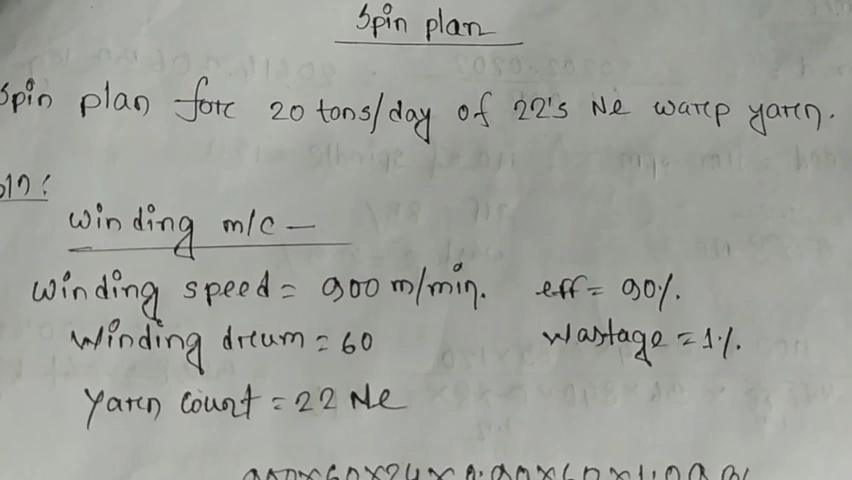 Spin plan
Spin plan for 20 tons/day of 22's Ne warp yarn.
Soln:
Winding m/c —
Winding speed = 900 m/min. eff = 90%.
Winding drum = 60 Wastage = 1%.
Yarn count = 22 Ne